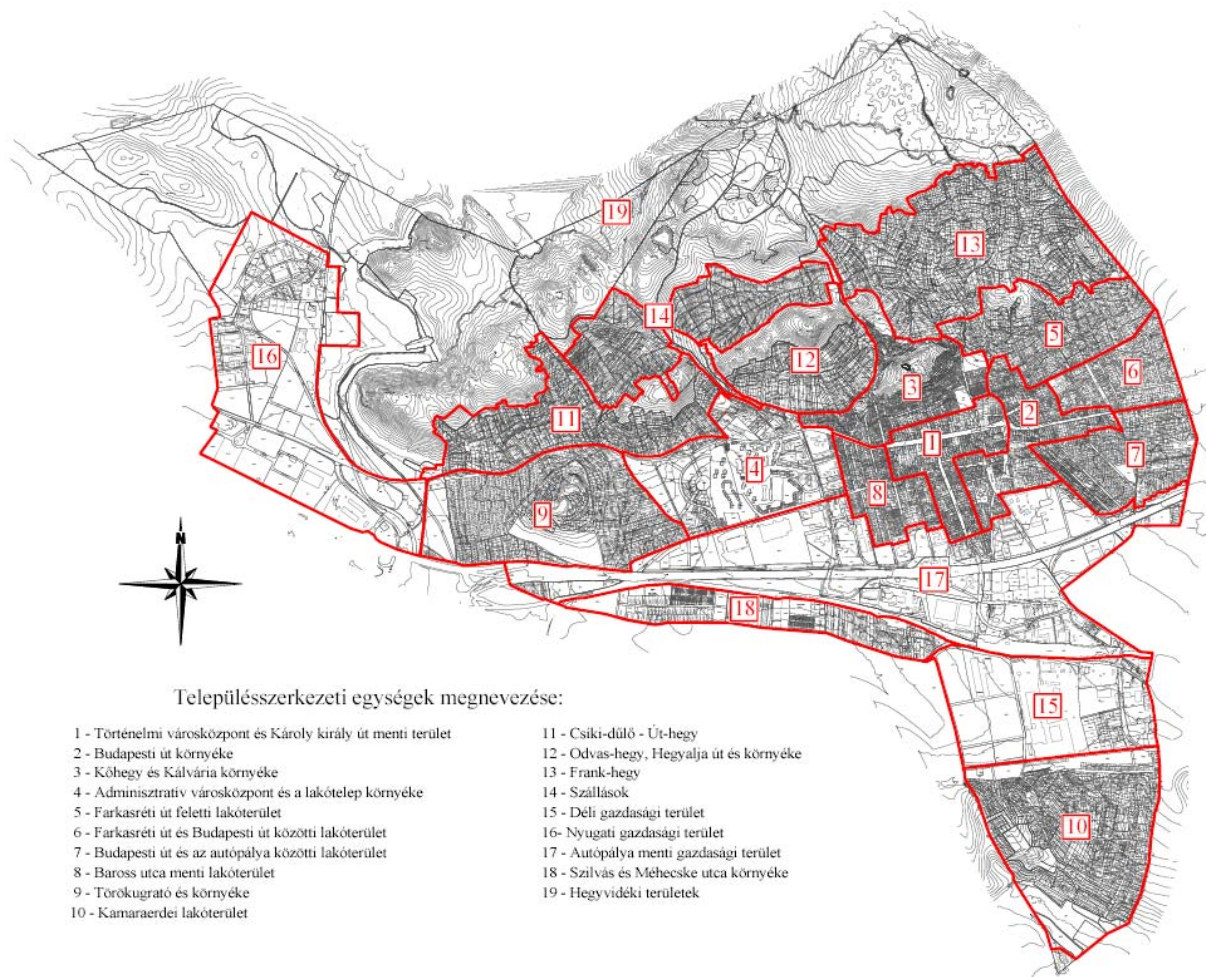 19
13
14
5
16
12
6
3
2
11
1
7
4
8
9
N
17
18
15
10
Településszerkezeti egységek megnevezése:
1 - Történelmi városközpont és Károly király út menti terület
2 - Budapesti út környéke
3 - Kőhegy és Kálvária környéke
4 - Adminisztratív városközpont és a lakótelep környéke
5 - Farkasréti út feletti lakóterület
6 - Farkasréti út és Budapesti út közötti lakóterület
7 - Budapesti út és az autópálya közötti lakóterület
8 - Baross utca menti lakóterület
9 - Törökugrató és környéke
10 - Kamaraerdei lakóterület
11 - Csíki-dűlő - Út-hegy
12 - Odvas-hegy, Hegyalja út és környéke
13 - Frank-hegy
14 - Szállások
15 - Déli gazdasági terület
16- Nyugati gazdasági terület
17 - Autópálya menti gazdasági terület
18 - Szilvás és Méhecske utca környéke
19 - Hegyvidéki területek